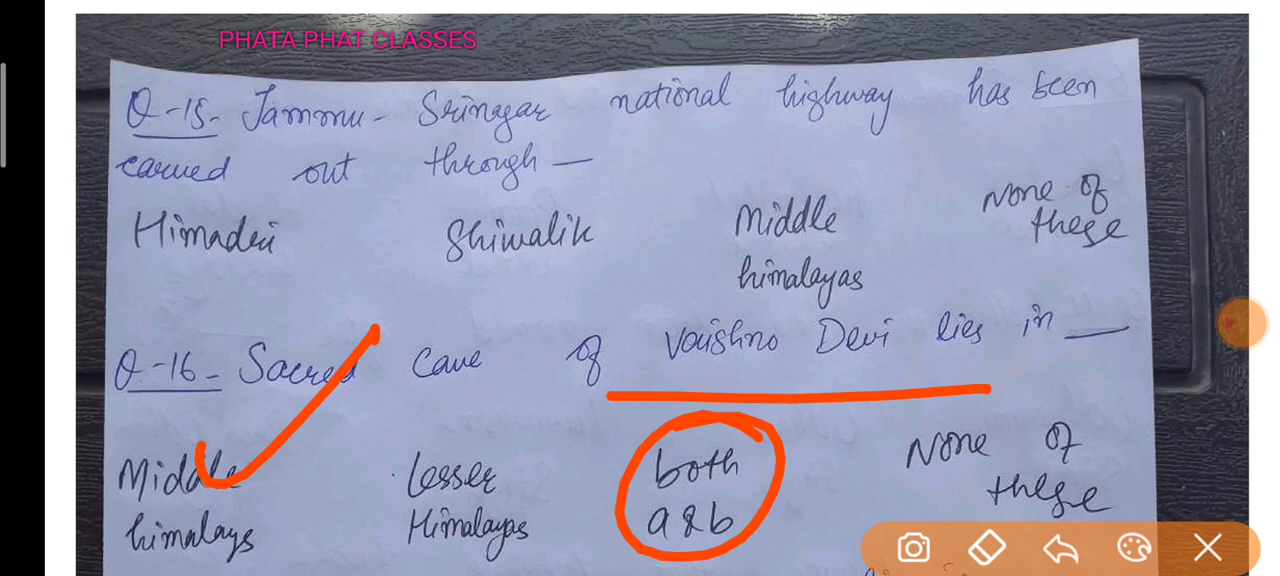 PHATA PHAT CLASSES
Q-15- Jammu - Srinagar national highway has been
carved out through —
Himadri Shiwalik Middle himalayas None of these
Q-16- Sacred cave of Vaishno Devi lies in __
Middle himalays Lesser Himalayas both a & b None of these